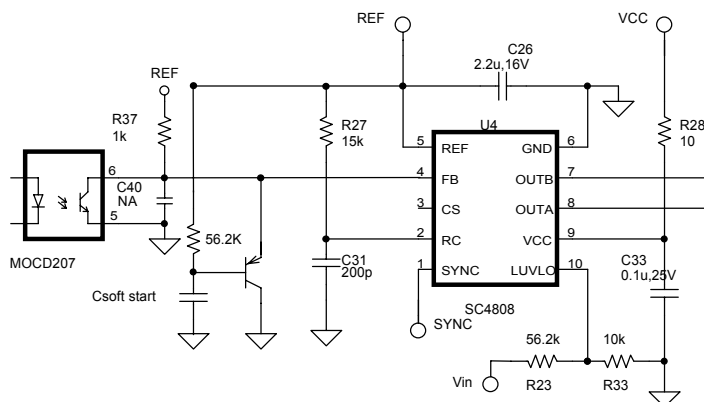 REF
VCC
C26
2.2u,16V
REF
R37
1k
R27
15k
U4
R28
10
5
REF
GND
6
6
4
FB
OUTB
7
C40
NA
3
CS
OUTA
8
5
56.2K
2
RC
VCC
9
MOCD207
C31
200p
1
SYNC
LUVLO
10
C33
0.1u,25V
Csoft start
SC4808
SYNC
56.2k
10k
Vin
R23
R33